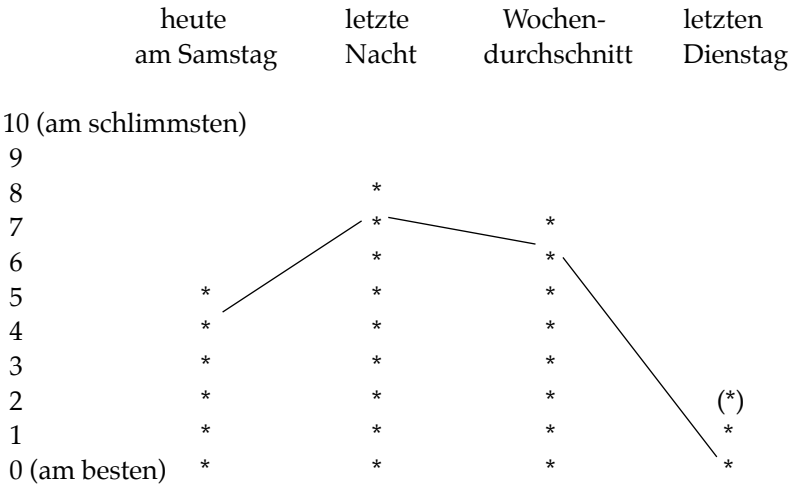 heute letzte Wochen- letzten
am Samstag Nacht durchschnitt Dienstag
10 (am schlimmsten)
9
8 *
7 * *
6 * *
5 * * *
4 * * *
3 * * *
2 * * * (*)
1 * * * *
0 (am besten) * * * *